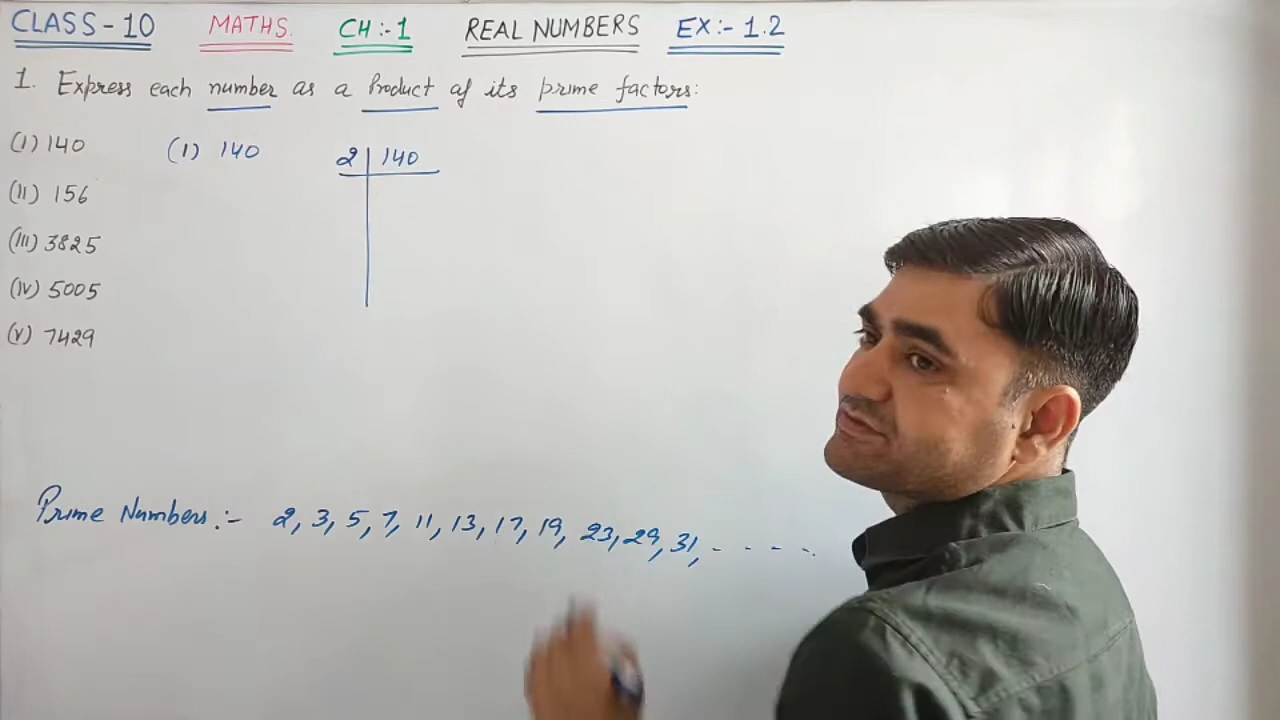 CLASS - 10 MATHS. CH :- 1 REAL NUMBERS EX :- 1.2
1. Express each number as a Product of its prime factors:
(I) 140 (I) 140 2 | 140
(II) 156
(III) 3825
(IV) 5005
(V) 7429
Prime Numbers :- 2, 3, 5, 7, 11, 13, 17, 19, 23, 29, 31, - - - -